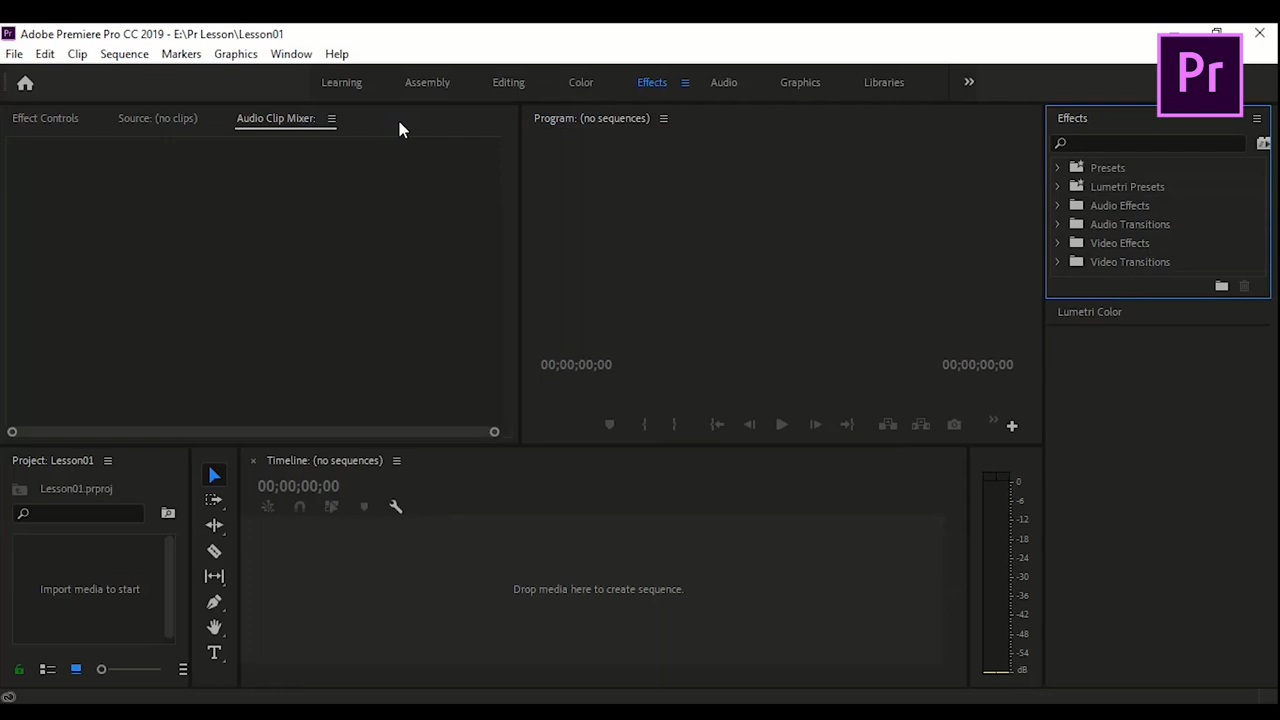 Pr Adobe Premiere Pro CC 2019 - E:\Pr Lesson\Lesson01
File Edit Clip Sequence Markers Graphics Window Help
Pr
Learning Assembly Editing Color Effects Audio Graphics Libraries
Effect Controls Source: (no clips) Audio Clip Mixer: Program: (no sequences) Effects
Presets
Lumetri Presets
Audio Effects
Audio Transitions
Video Effects
Video Transitions
Lumetri Color
00;00;00;00 00;00;00;00
Project: Lesson01 Timeline: (no sequences)
Lesson01.prproj
00;00;00;00
Import media to start
Drop media here to create sequence.
T
0
-6
-12
-18
-24
-30
-36
-42
-48
-54
dB